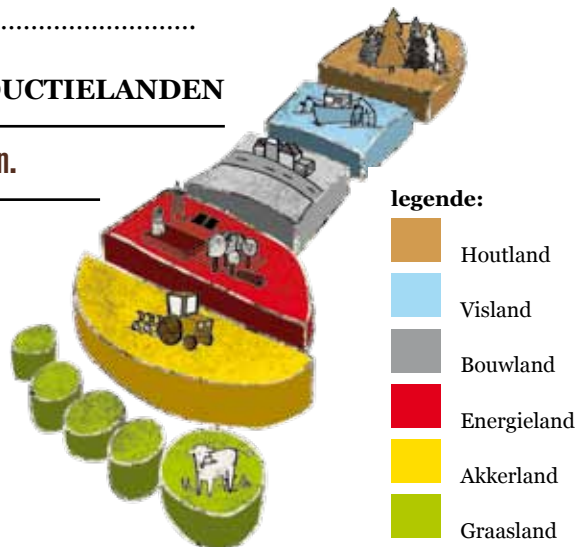 ................................
UCTIELANDEN
n.
legende:
Houtland
Visland
Bouwland
Energieland
Akkerland
Graasland